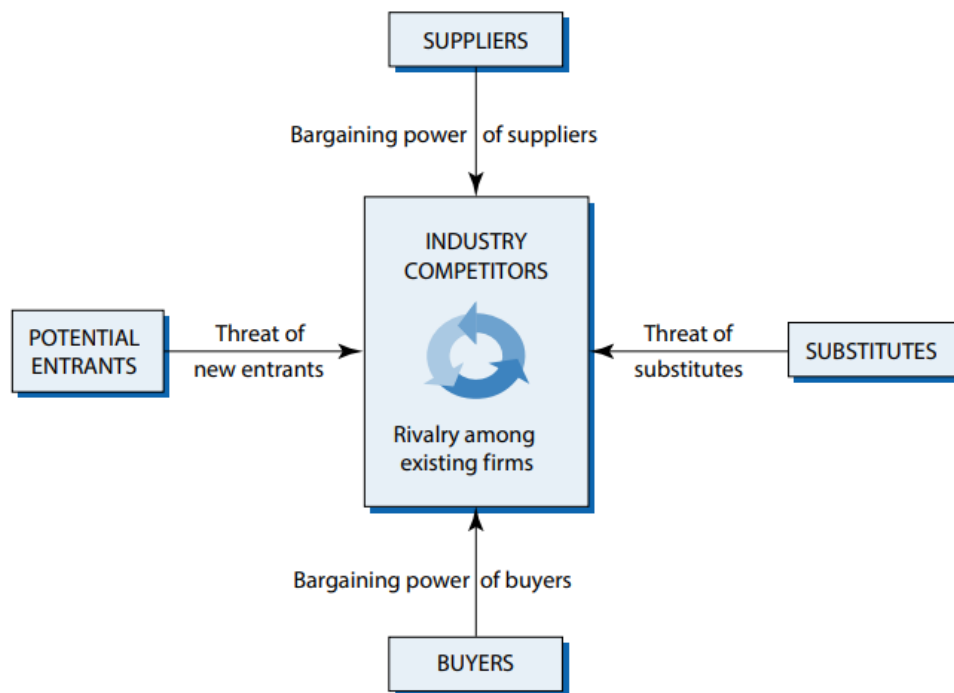 SUPPLIERS
Bargaining power of suppliers
INDUSTRY
COMPETITORS
POTENTIAL
ENTRANTS
Threat of
new entrants
Threat of
substitutes
SUBSTITUTES
Rivalry among
existing firms
Bargaining power of buyers
BUYERS